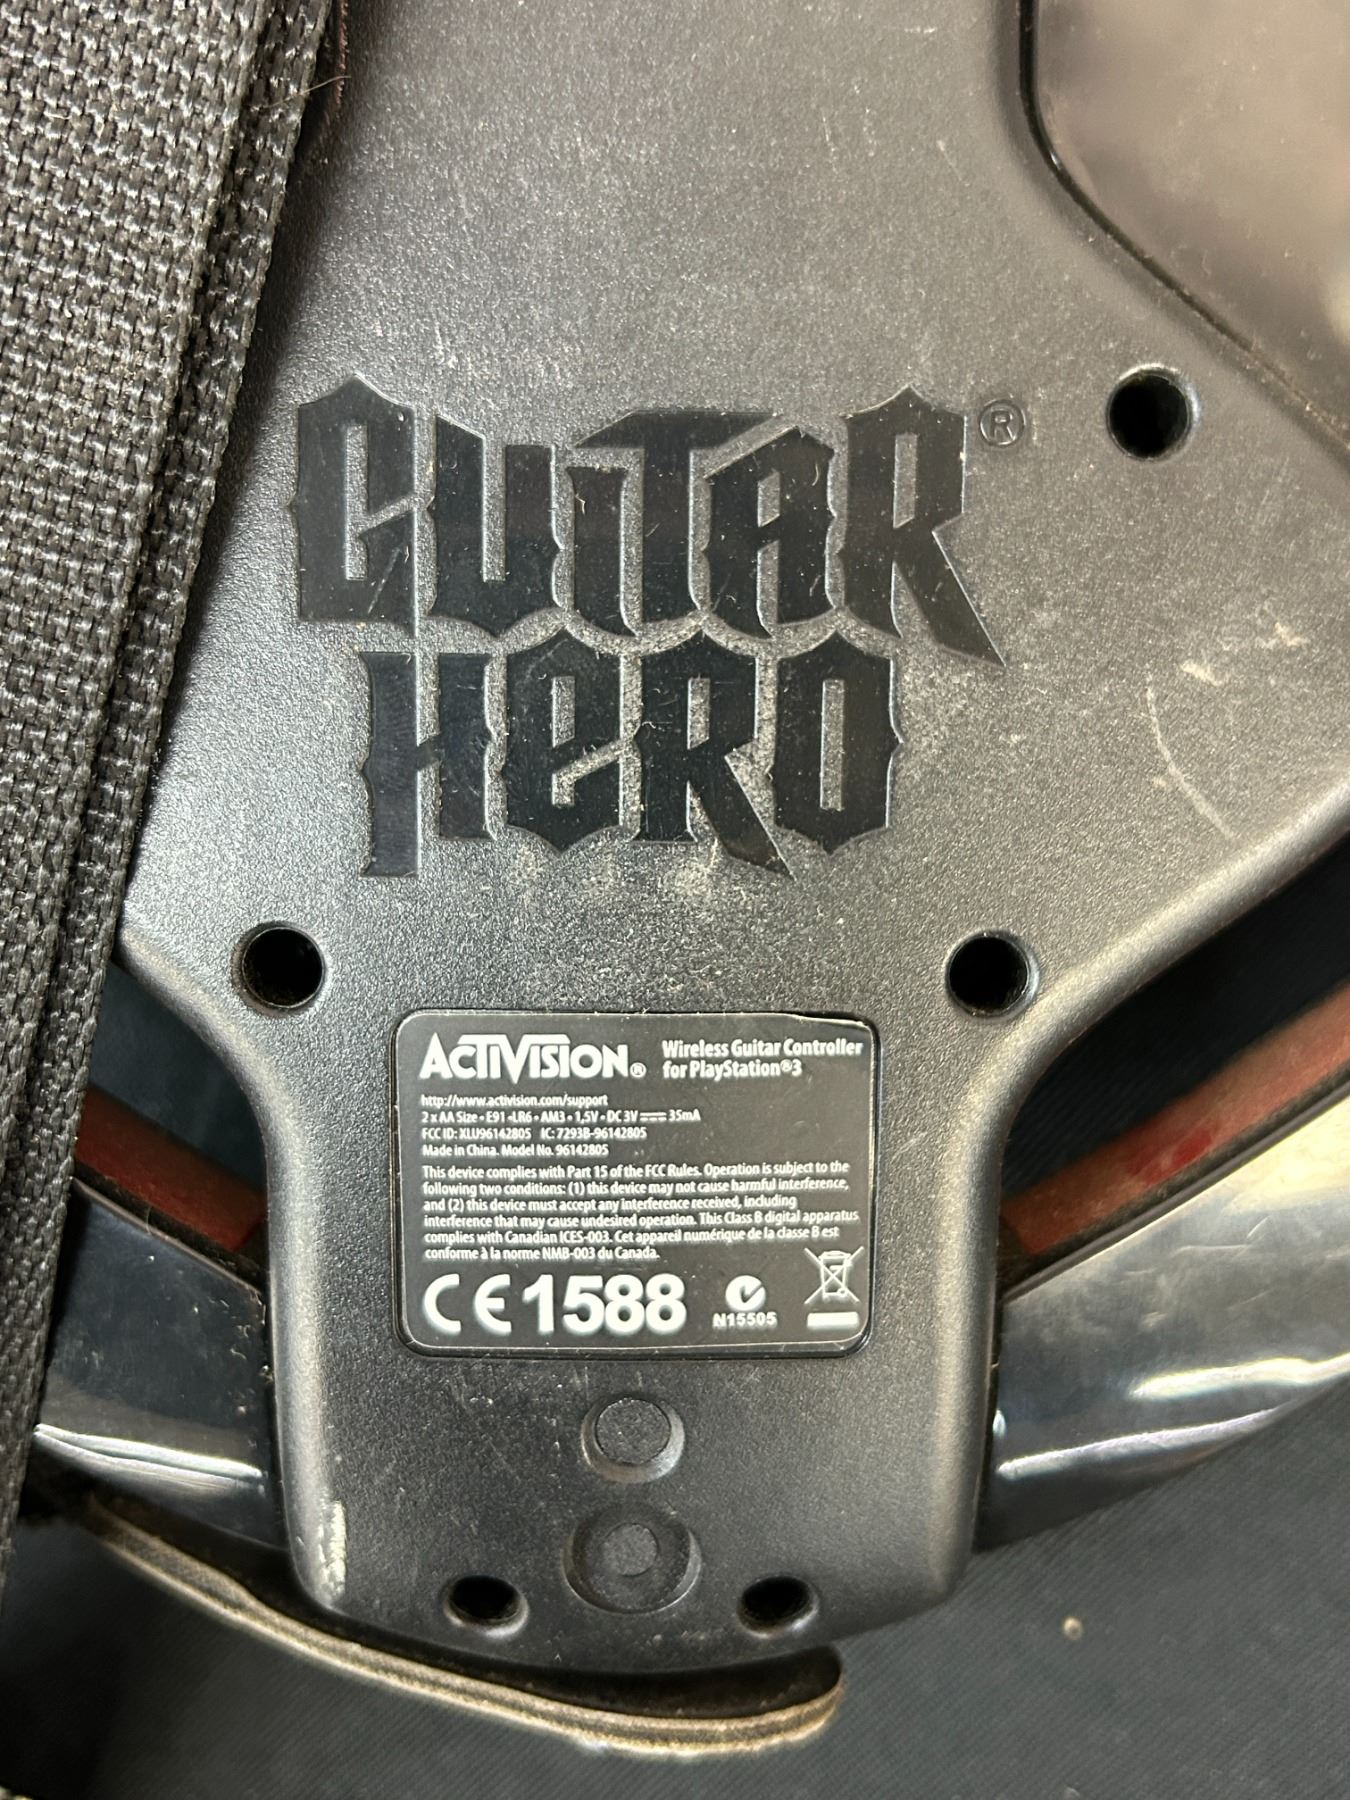 GUITAR®
HERO
ACTIVISION® Wireless Guitar Controller
for PlayStation®3
http://www.activision.com/support
2 x AA Size • E91 -LR6 • AM3 • 1,5V • DC 3V ⎓ 35mA
FCC ID: XLU96142805 IC: 7293B-96142805
Made in China. Model No. 96142805
This device complies with Part 15 of the FCC Rules. Operation is subject to the
following two conditions: (1) this device may not cause harmful interference,
and (2) this device must accept any interference received, including
interference that may cause undesired operation. This Class B digital apparatus
complies with Canadian ICES-003. Cet appareil numérique de la classe B est
conforme à la norme NMB-003 du Canada.
CE1588
N15505